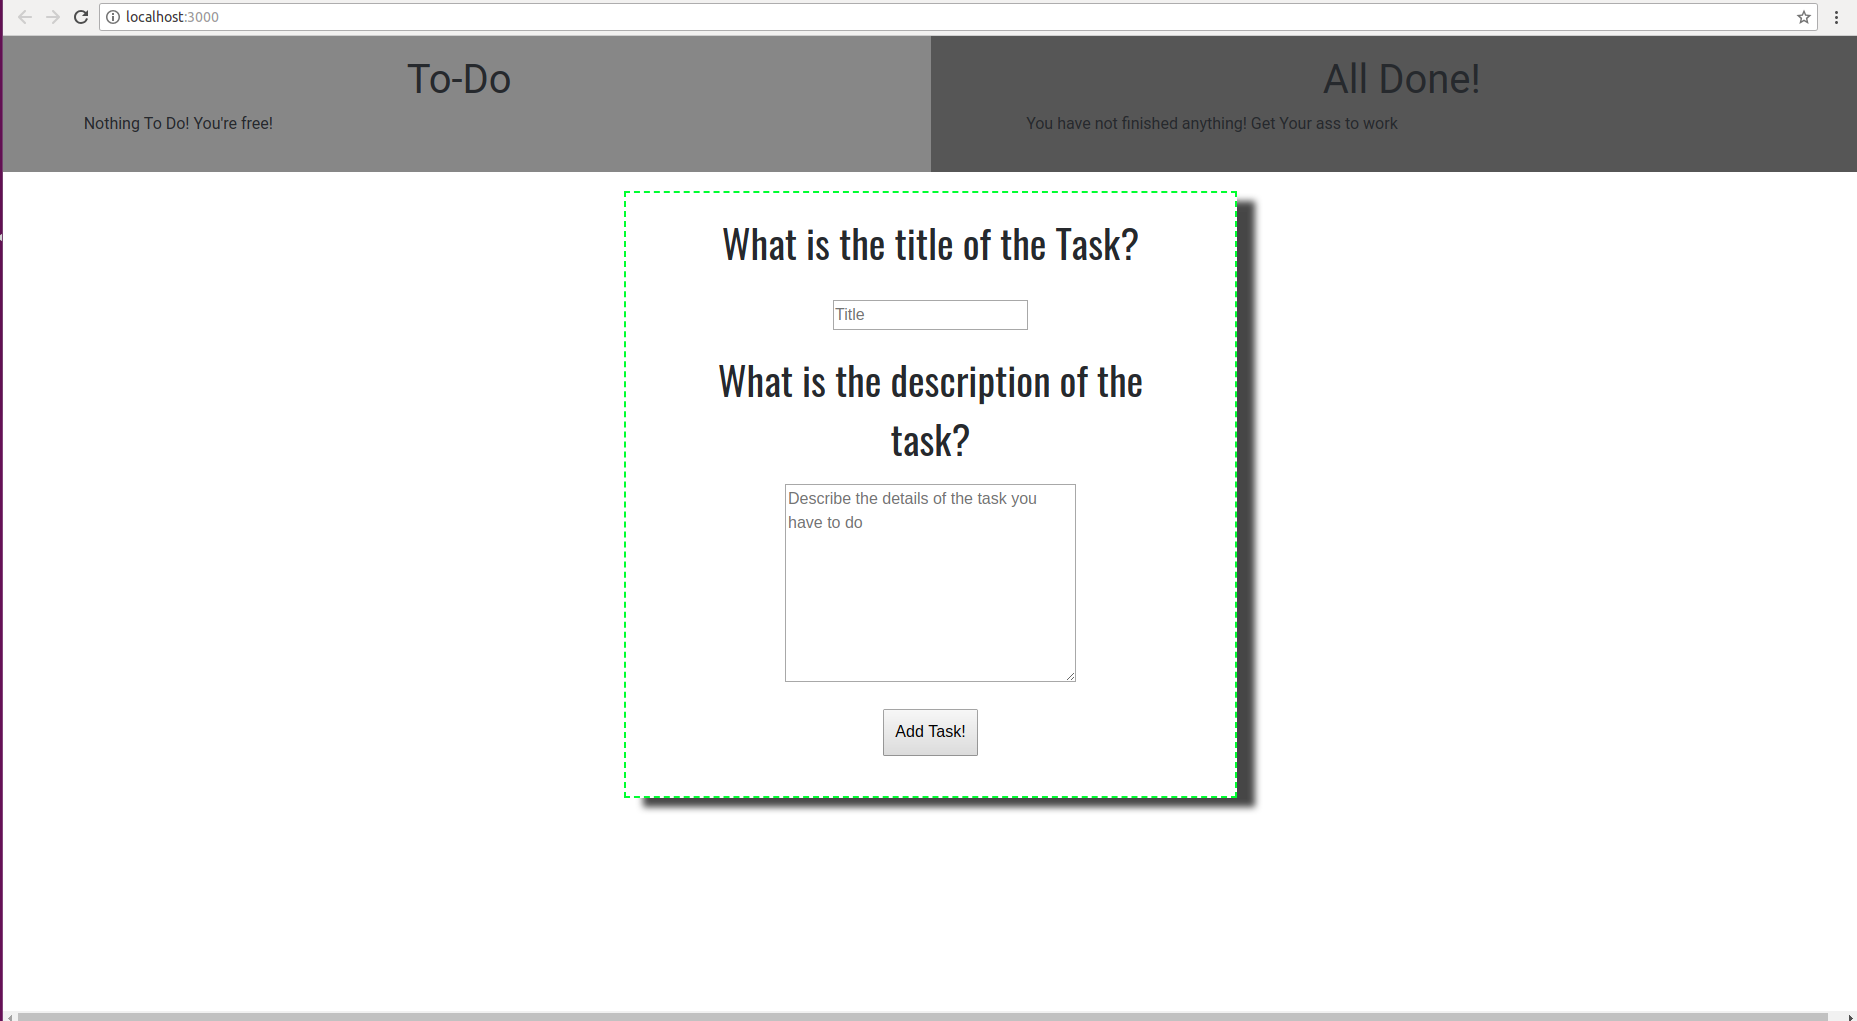 localhost:3000
To-Do
All Done!
Nothing To Do! You're free!
You have not finished anything! Get Your ass to work
What is the title of the Task?
Title
What is the description of the
task?
Describe the details of the task you
have to do
Add Task!